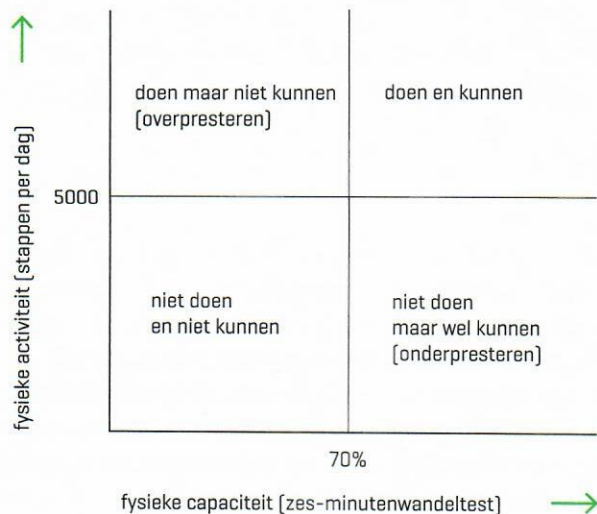 doen maar niet kunnen
(overpresteren)
doen en kunnen
5000
niet doen
en niet kunnen
niet doen
maar wel kunnen
(onderpresteren)
70%
fysieke activiteit (stappen per dag)
fysieke capaciteit (zes-minutenwandeltest)